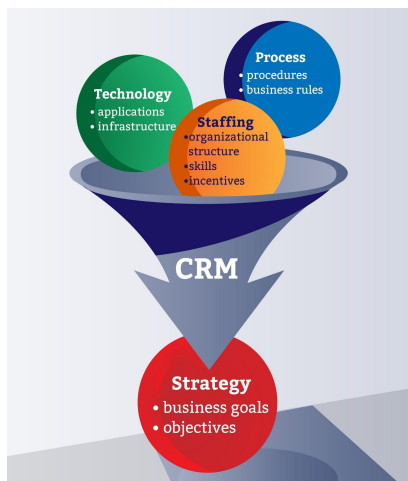 Process
• procedures
• business rules
Technology
• applications
• infrastructure
Staffing
•organizational
structure
•skills
•incentives
CRM
Strategy
• business goals
• objectives